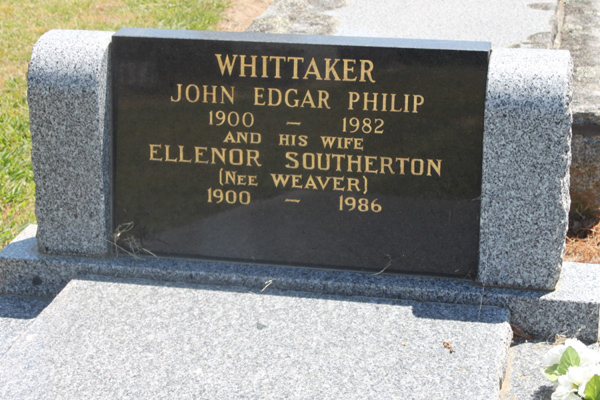 WHITTAKER
JOHN EDGAR PHILIP
1900 — 1982
AND HIS WIFE
ELLENOR SOUTHERTON
(NEE WEAVER)
1900 — 1986